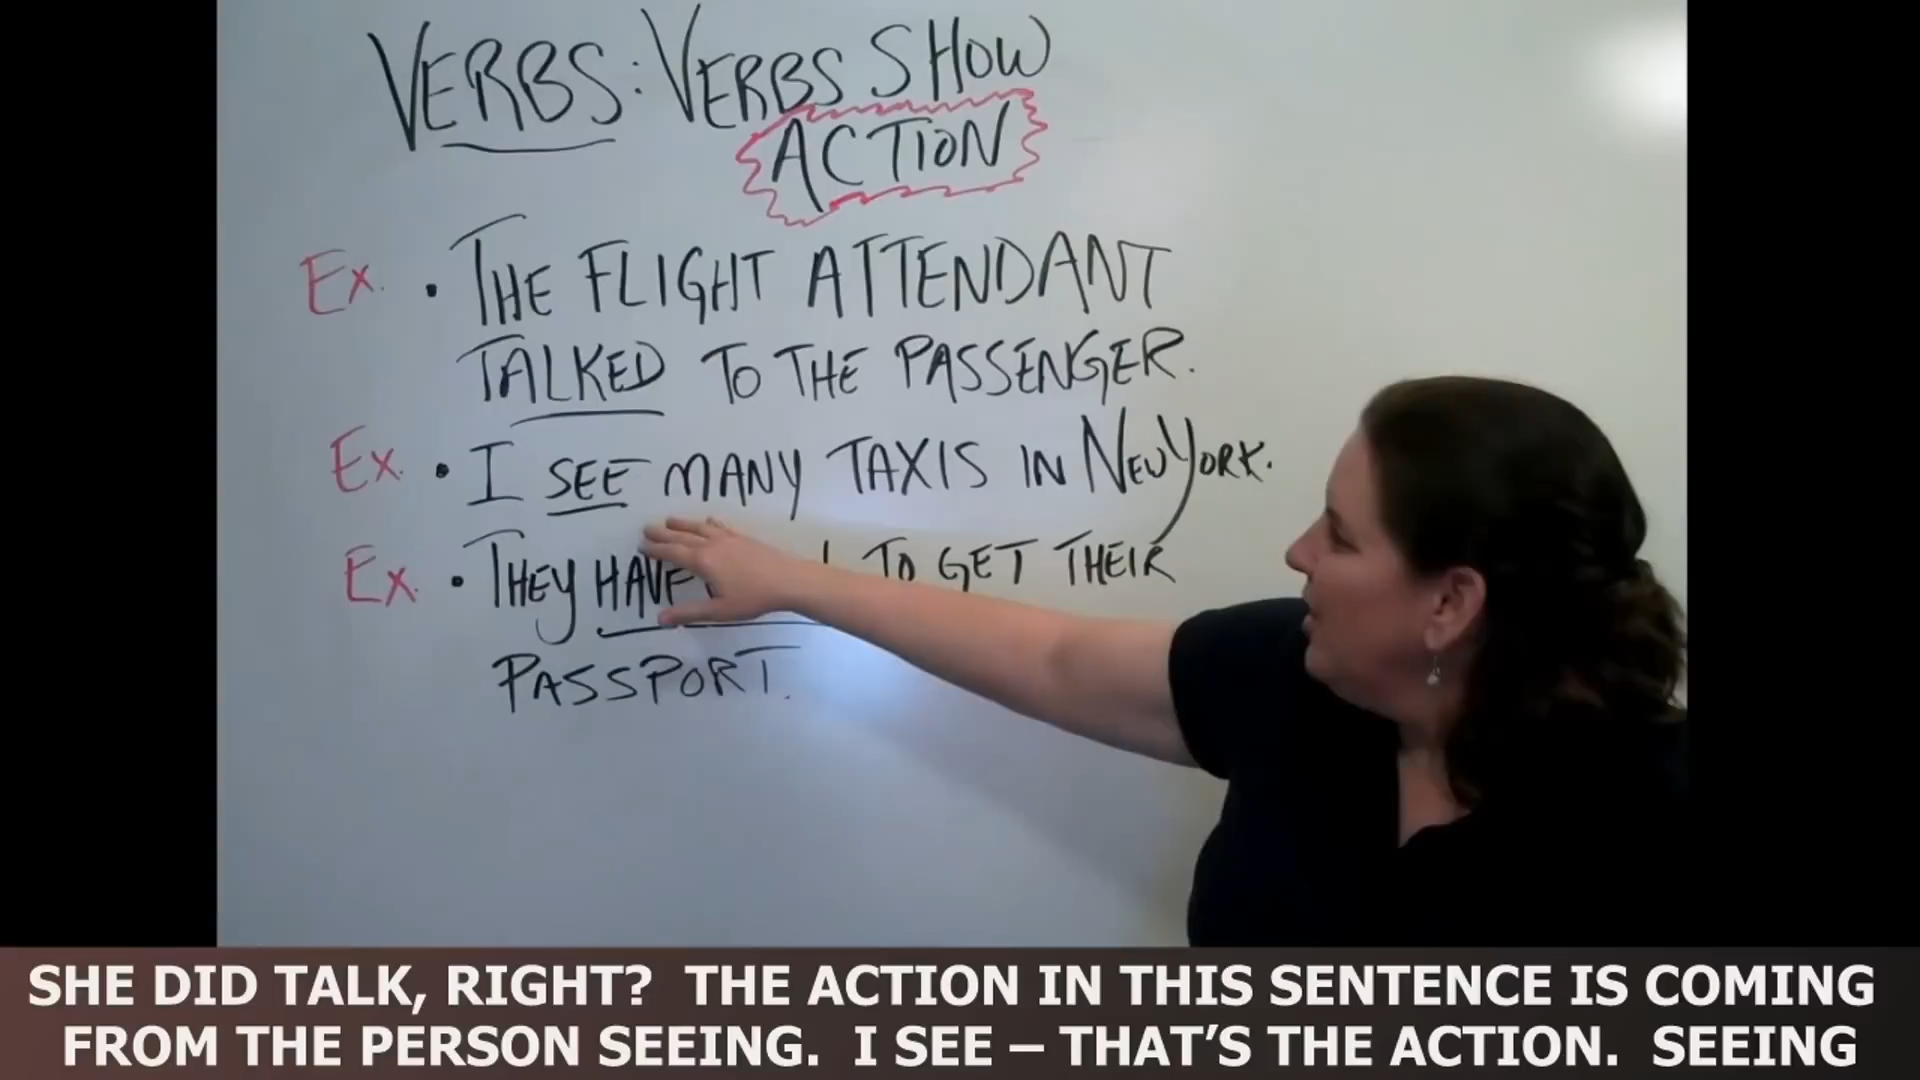 VERBS: VERBS SHOW
ACTION
Ex. • THE FLIGHT ATTENDANT
TALKED TO THE PASSENGER.
Ex. • I SEE MANY TAXIS IN NEW YORK.
Ex. • THEY HAVE TO GET THEIR
PASSPORT.
SHE DID TALK, RIGHT? THE ACTION IN THIS SENTENCE IS COMING
FROM THE PERSON SEEING. I SEE – THAT'S THE ACTION. SEEING